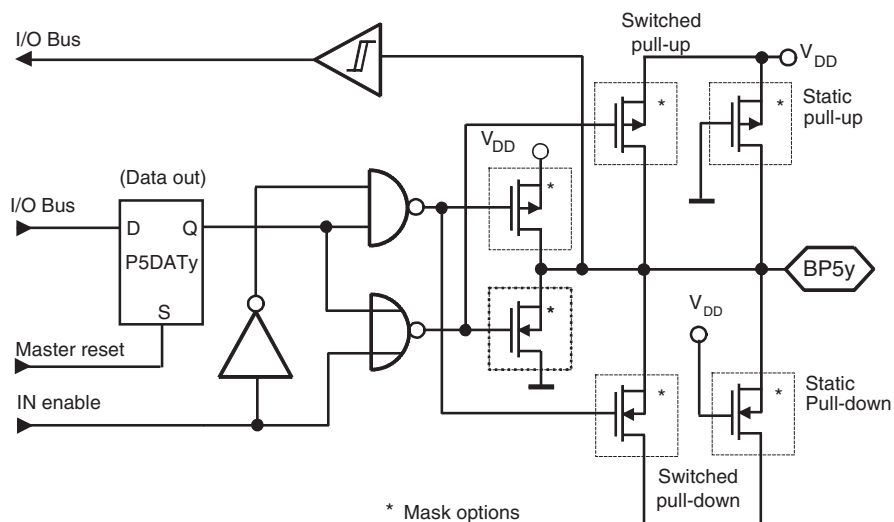 I/O Bus
Switched
pull-up
V_DD
*
*
Static
pull-up
V_DD
*
(Data out)
I/O Bus
D
Q
P5DATy
S
BP5y
*
V_DD
Master reset
IN enable
*
*
Static
Pull-down
Switched
pull-down
* Mask options